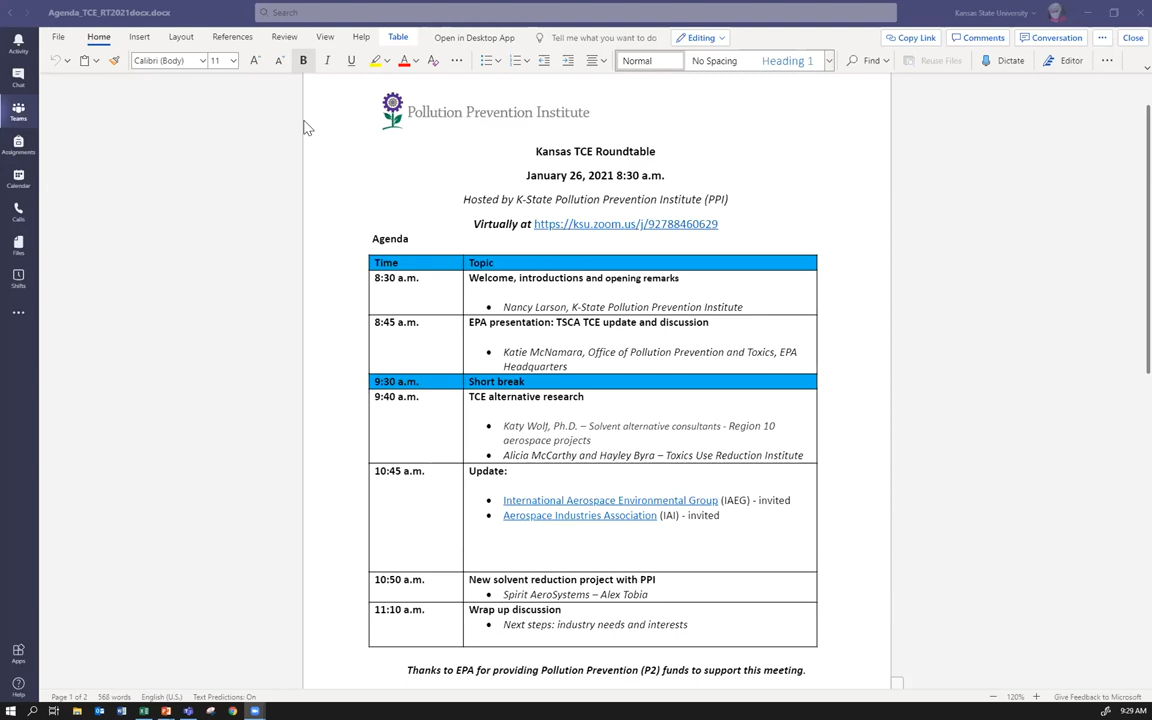 Agenda_TCE_RT2021docx.docx
Search
Kansas State University
File Home Insert Layout References Review View Help Table Open in Desktop App Tell me what you want to do Editing Copy Link Comments Conversation Close
Calibri (Body) 11 B I U A Normal No Spacing Heading 1 Find Reuse Files Dictate Editor
Activity
Chat
Teams
Assignments
Calendar
Calls
Files
Shifts
Apps
Help
Pollution Prevention Institute
Kansas TCE Roundtable
January 26, 2021 8:30 a.m.
Hosted by K-State Pollution Prevention Institute (PPI)
Virtually at https://ksu.zoom.us/j/92788460629
Agenda
Time Topic
8:30 a.m. Welcome, introductions and opening remarks
• Nancy Larson, K-State Pollution Prevention Institute
8:45 a.m. EPA presentation: TSCA TCE update and discussion
• Katie McNamara, Office of Pollution Prevention and Toxics, EPA
Headquarters
9:30 a.m. Short break
9:40 a.m. TCE alternative research
• Katy Wolf, Ph.D. – Solvent alternative consultants - Region 10
aerospace projects
• Alicia McCarthy and Hayley Byra – Toxics Use Reduction Institute
10:45 a.m. Update:
• International Aerospace Environmental Group (IAEG) - invited
• Aerospace Industries Association (IAI) - invited
10:50 a.m. New solvent reduction project with PPI
• Spirit AeroSystems – Alex Tobia
11:10 a.m. Wrap up discussion
• Next steps: industry needs and interests
Thanks to EPA for providing Pollution Prevention (P2) funds to support this meeting.
Page 1 of 2 568 words English (U.S.) Text Predictions: On 120% Give Feedback to Microsoft
9:29 AM